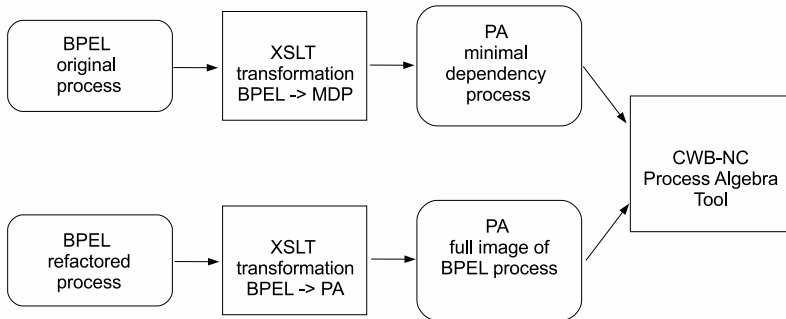 BPEL
original
process
XSLT
transformation
BPEL -> MDP
PA
minimal
dependency
process
CWB-NC
Process Algebra
Tool
BPEL
refactored
process
XSLT
transformation
BPEL -> PA
PA
full image of
BPEL process